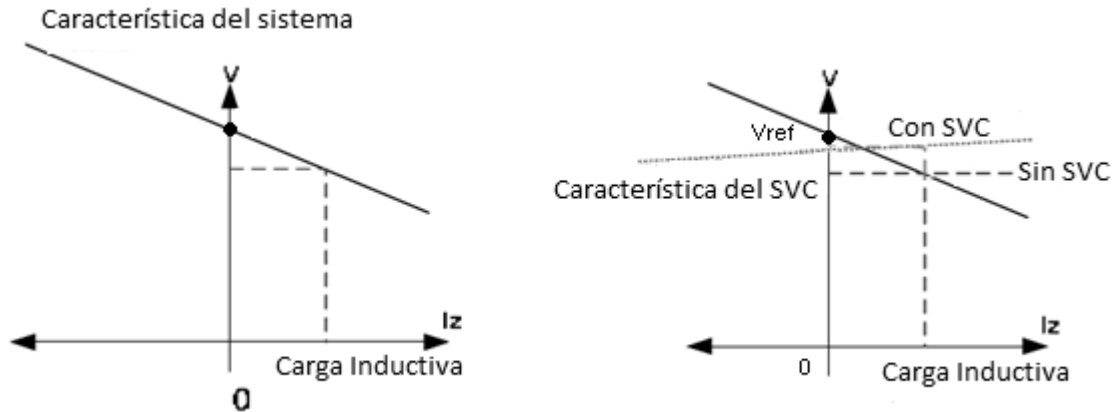 Característica del sistema
V
Iz
Carga Inductiva
0
V
Vref
Con SVC
Sin SVC
Característica del SVC
Iz
0
Carga Inductiva